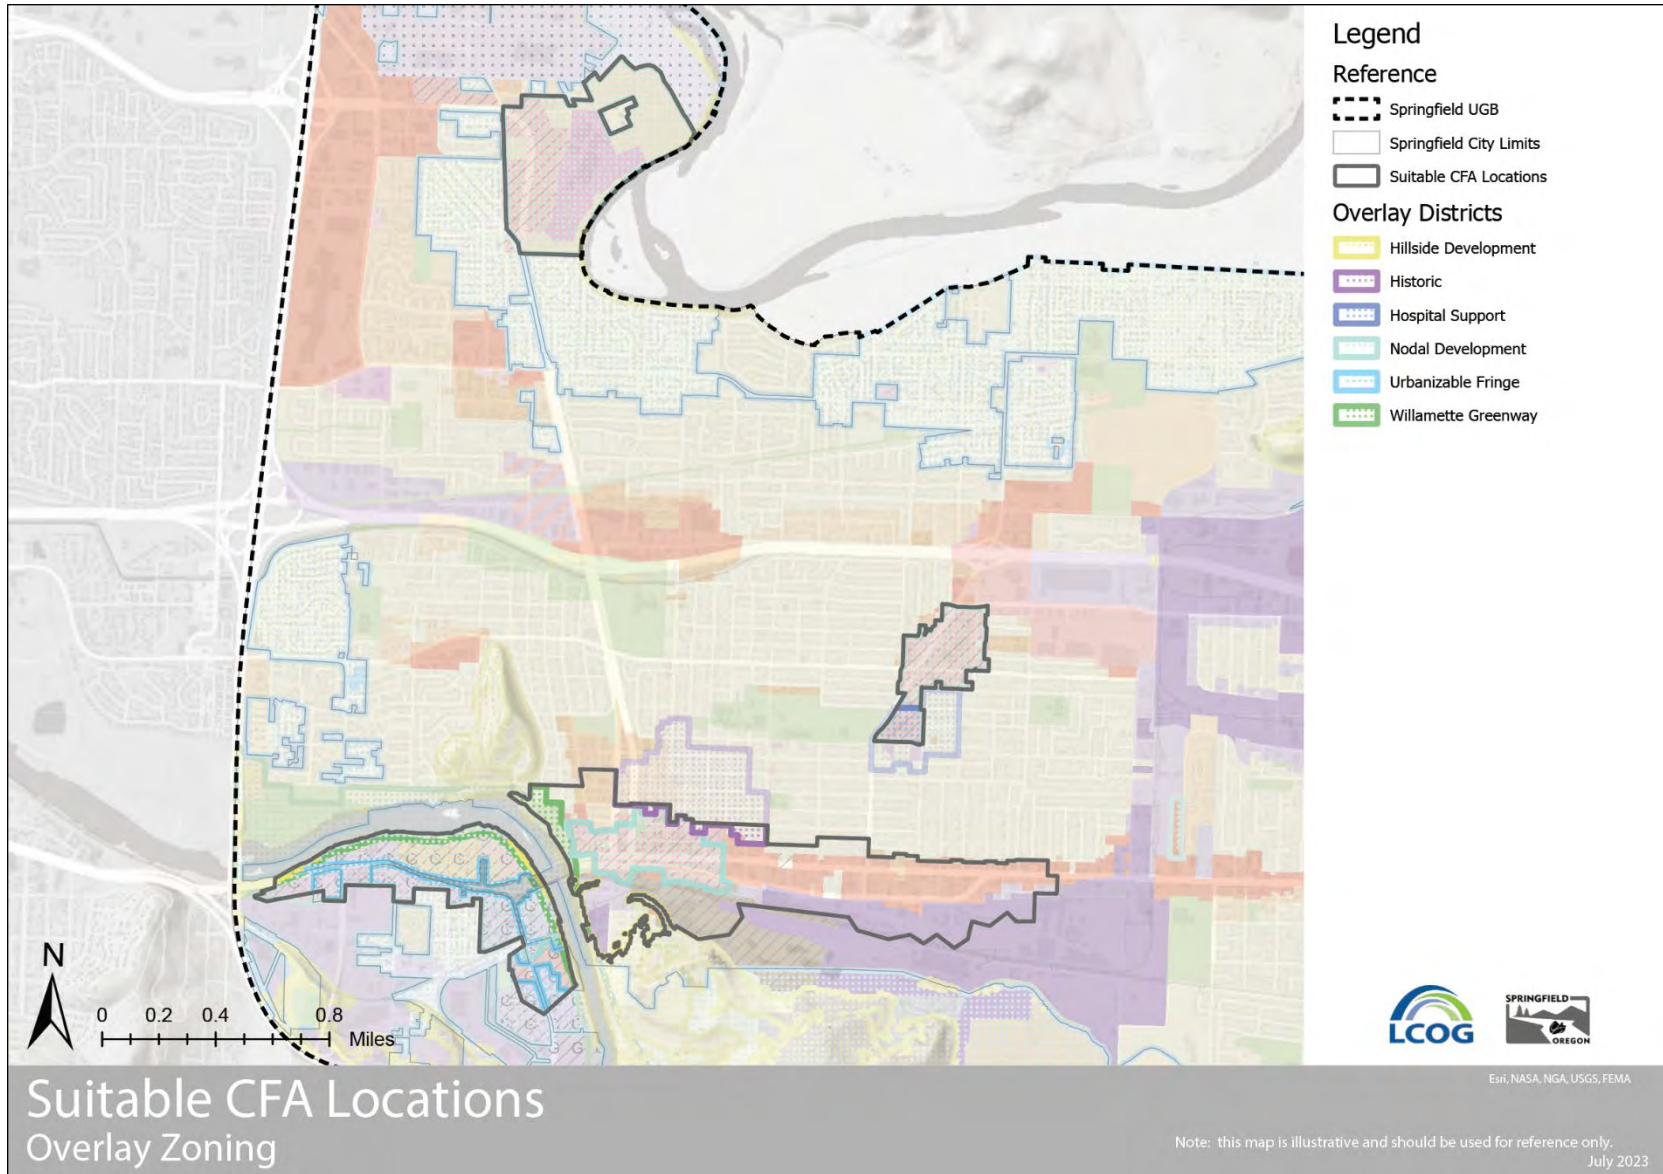 Legend
Reference
Springfield UGB
Springfield City Limits
Suitable CFA Locations
Overlay Districts
Hillside Development
Historic
Hospital Support
Nodal Development
Urbanizable Fringe
Willamette Greenway
N
0 0.2 0.4 0.8
Miles
LCOG
SPRINGFIELD
OREGON
Esri, NASA, NGA, USGS, FEMA
Suitable CFA Locations
Overlay Zoning
Note: this map is illustrative and should be used for reference only.
July 2023